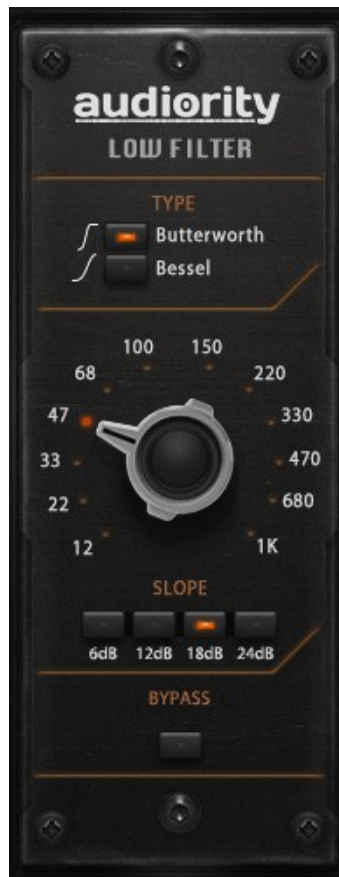 audiority
LOW FILTER
TYPE
Butterworth
Bessel
100 150
68 220
47 330
33 470
22 680
12 1K
SLOPE
6dB 12dB 18dB 24dB
BYPASS